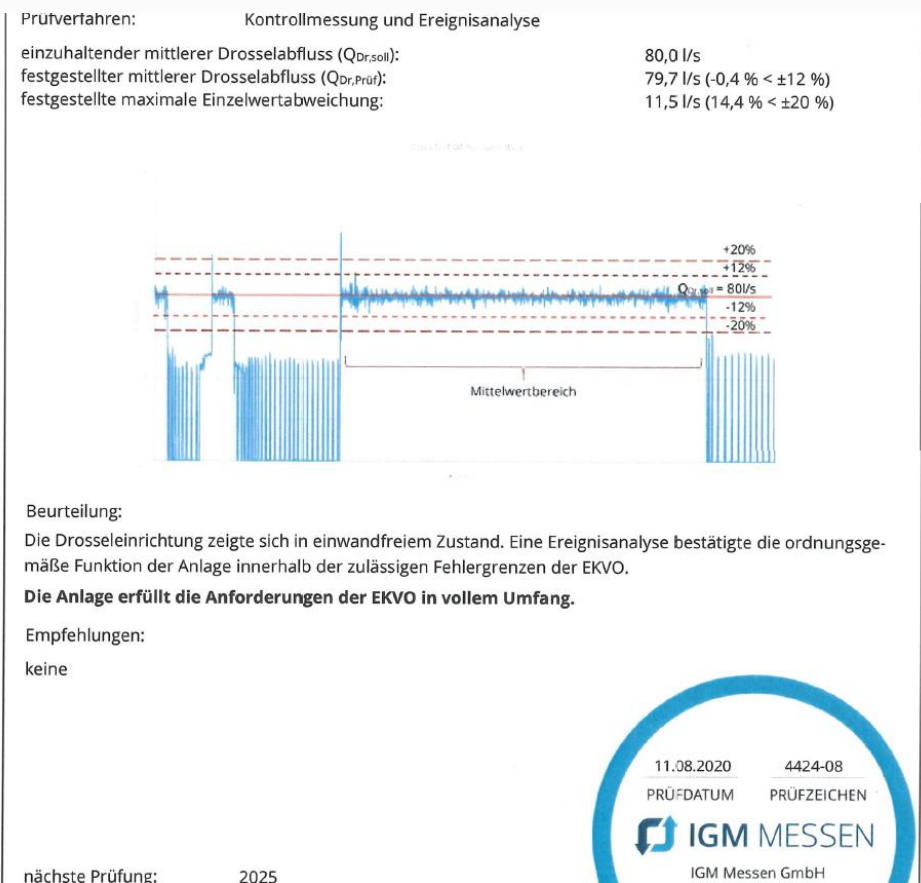 Prüfverfahren: Kontrollmessung und Ereignisanalyse
einzuhaltender mittlerer Drosselabfluss (QDr,soll): 80,0 l/s
festgestellter mittlerer Drosselabfluss (QDr,Prüf): 79,7 l/s (-0,4 % < ±12 %)
festgestellte maximale Einzelwertabweichung: 11,5 l/s (14,4 % < ±20 %)
+20%
+12%
QDr,soll = 80l/s
-12%
-20%
Mittelwertbereich
Beurteilung:
Die Drosseleinrichtung zeigte sich in einwandfreiem Zustand. Eine Ereignisanalyse bestätigte die ordnungsge-
mäße Funktion der Anlage innerhalb der zulässigen Fehlergrenzen der EKVO.
Die Anlage erfüllt die Anforderungen der EKVO in vollem Umfang.
Empfehlungen:
keine
11.08.2020 4424-08
PRÜFDATUM PRÜFZEICHEN
IGM MESSEN
IGM Messen GmbH
nächste Prüfung: 2025